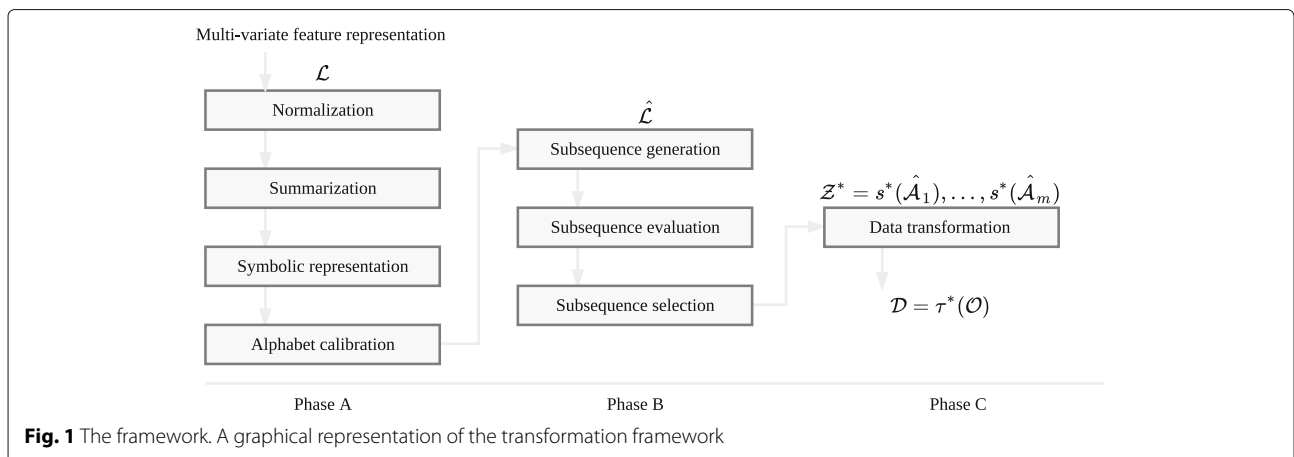 Multi-variate feature representation
ℒ
Normalization
Summarization
Symbolic representation
Alphabet calibration
ℒ̂
Subsequence generation
Subsequence evaluation
Subsequence selection
𝒵* = s*(𝒜̂₁), . . . , s*(𝒜̂ₘ)
Data transformation
𝒟 = τ*(𝒪)
Phase A
Phase B
Phase C
Fig. 1 The framework. A graphical representation of the transformation framework